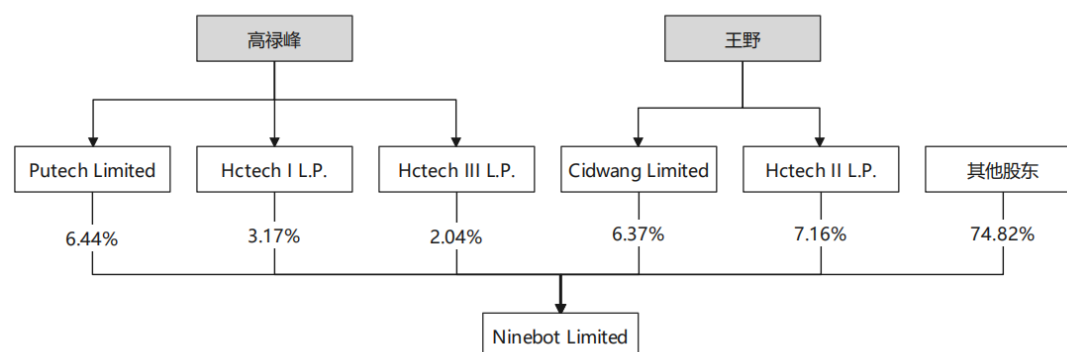 高禄峰
王野
Putech Limited
Hctech I L.P.
Hctech III L.P.
Cidwang Limited
Hctech II L.P.
其他股东
6.44%
3.17%
2.04%
6.37%
7.16%
74.82%
Ninebot Limited